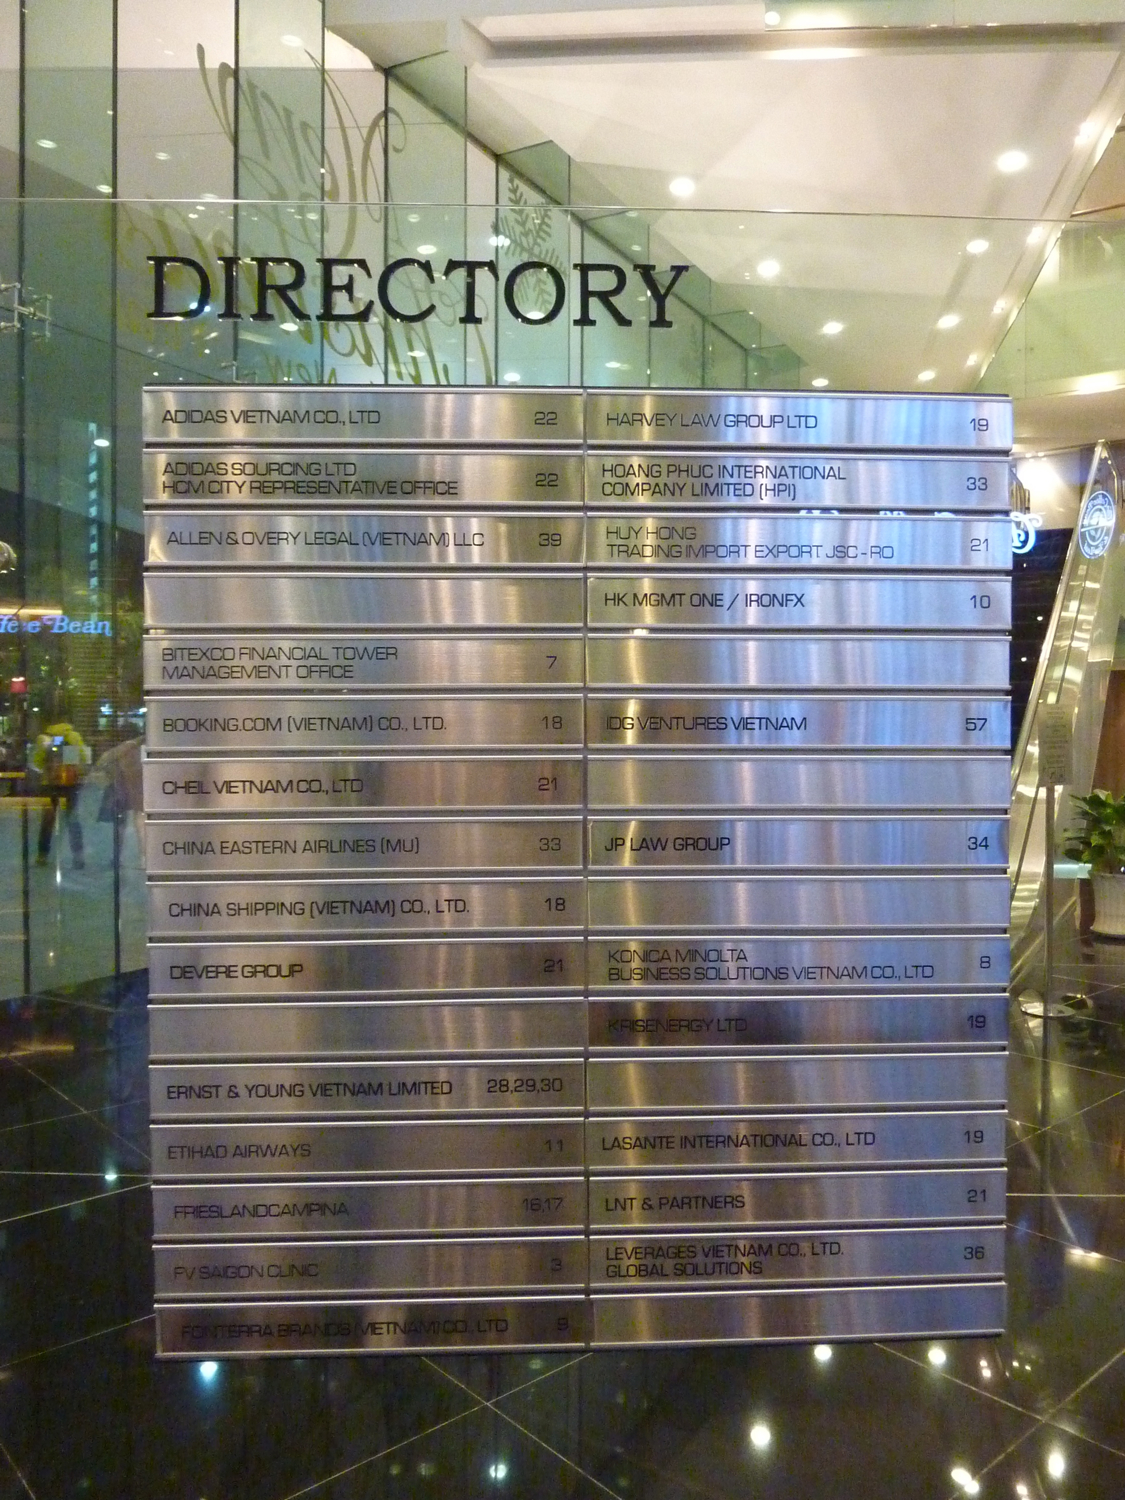 DIRECTORY
ADIDAS VIETNAM CO., LTD 22
ADIDAS SOURCING LTD
HCM CITY REPRESENTATIVE OFFICE 22
ALLEN & OVERY LEGAL (VIETNAM) LLC 39
BITEXCO FINANCIAL TOWER
MANAGEMENT OFFICE 7
BOOKING.COM (VIETNAM) CO., LTD. 18
CHEIL VIETNAM CO., LTD 21
CHINA EASTERN AIRLINES (MU) 33
CHINA SHIPPING (VIETNAM) CO., LTD. 18
DEVERE GROUP 21
ERNST & YOUNG VIETNAM LIMITED 28,29,30
ETIHAD AIRWAYS 11
FRIESLANDCAMPINA 16,17
FV SAIGON CLINIC 3
FONTERRA BRANDS (VIETNAM) CO., LTD 9
HARVEY LAW GROUP LTD 19
HOANG PHUC INTERNATIONAL
COMPANY LIMITED (HPI) 33
HUY HONG
TRADING IMPORT EXPORT JSC - RO 21
HK MGMT ONE / IRONFX 10
IDG VENTURES VIETNAM 57
JP LAW GROUP 34
KONICA MINOLTA
BUSINESS SOLUTIONS VIETNAM CO., LTD 8
KRISENERGY LTD 19
LASANTE INTERNATIONAL CO., LTD 19
LNT & PARTNERS 21
LEVERAGES VIETNAM CO., LTD.
GLOBAL SOLUTIONS 36
Bean